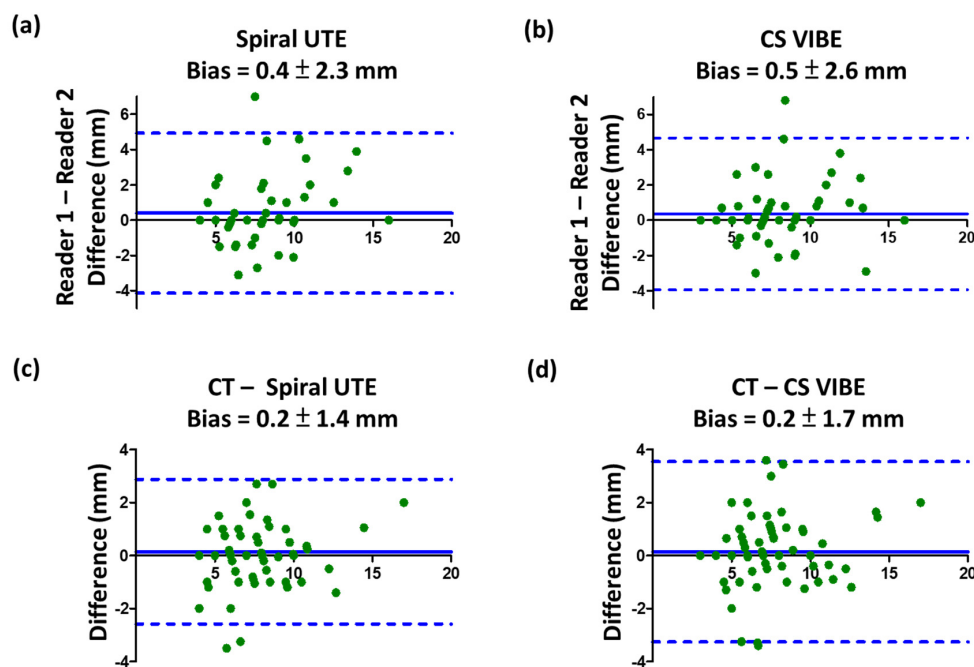 (a)
Spiral UTE
Bias = 0.4 ± 2.3 mm
Reader 1 – Reader 2
Difference (mm)
6
4
2
0
-2
-4
5
10
15
20
(b)
CS VIBE
Bias = 0.5 ± 2.6 mm
Reader 1 – Reader 2
Difference (mm)
6
4
2
0
-2
-4
5
10
15
20
(c)
CT – Spiral UTE
Bias = 0.2 ± 1.4 mm
Difference (mm)
4
2
0
-2
-4
5
10
15
20
(d)
CT – CS VIBE
Bias = 0.2 ± 1.7 mm
Difference (mm)
4
2
0
-2
-4
5
10
15
20